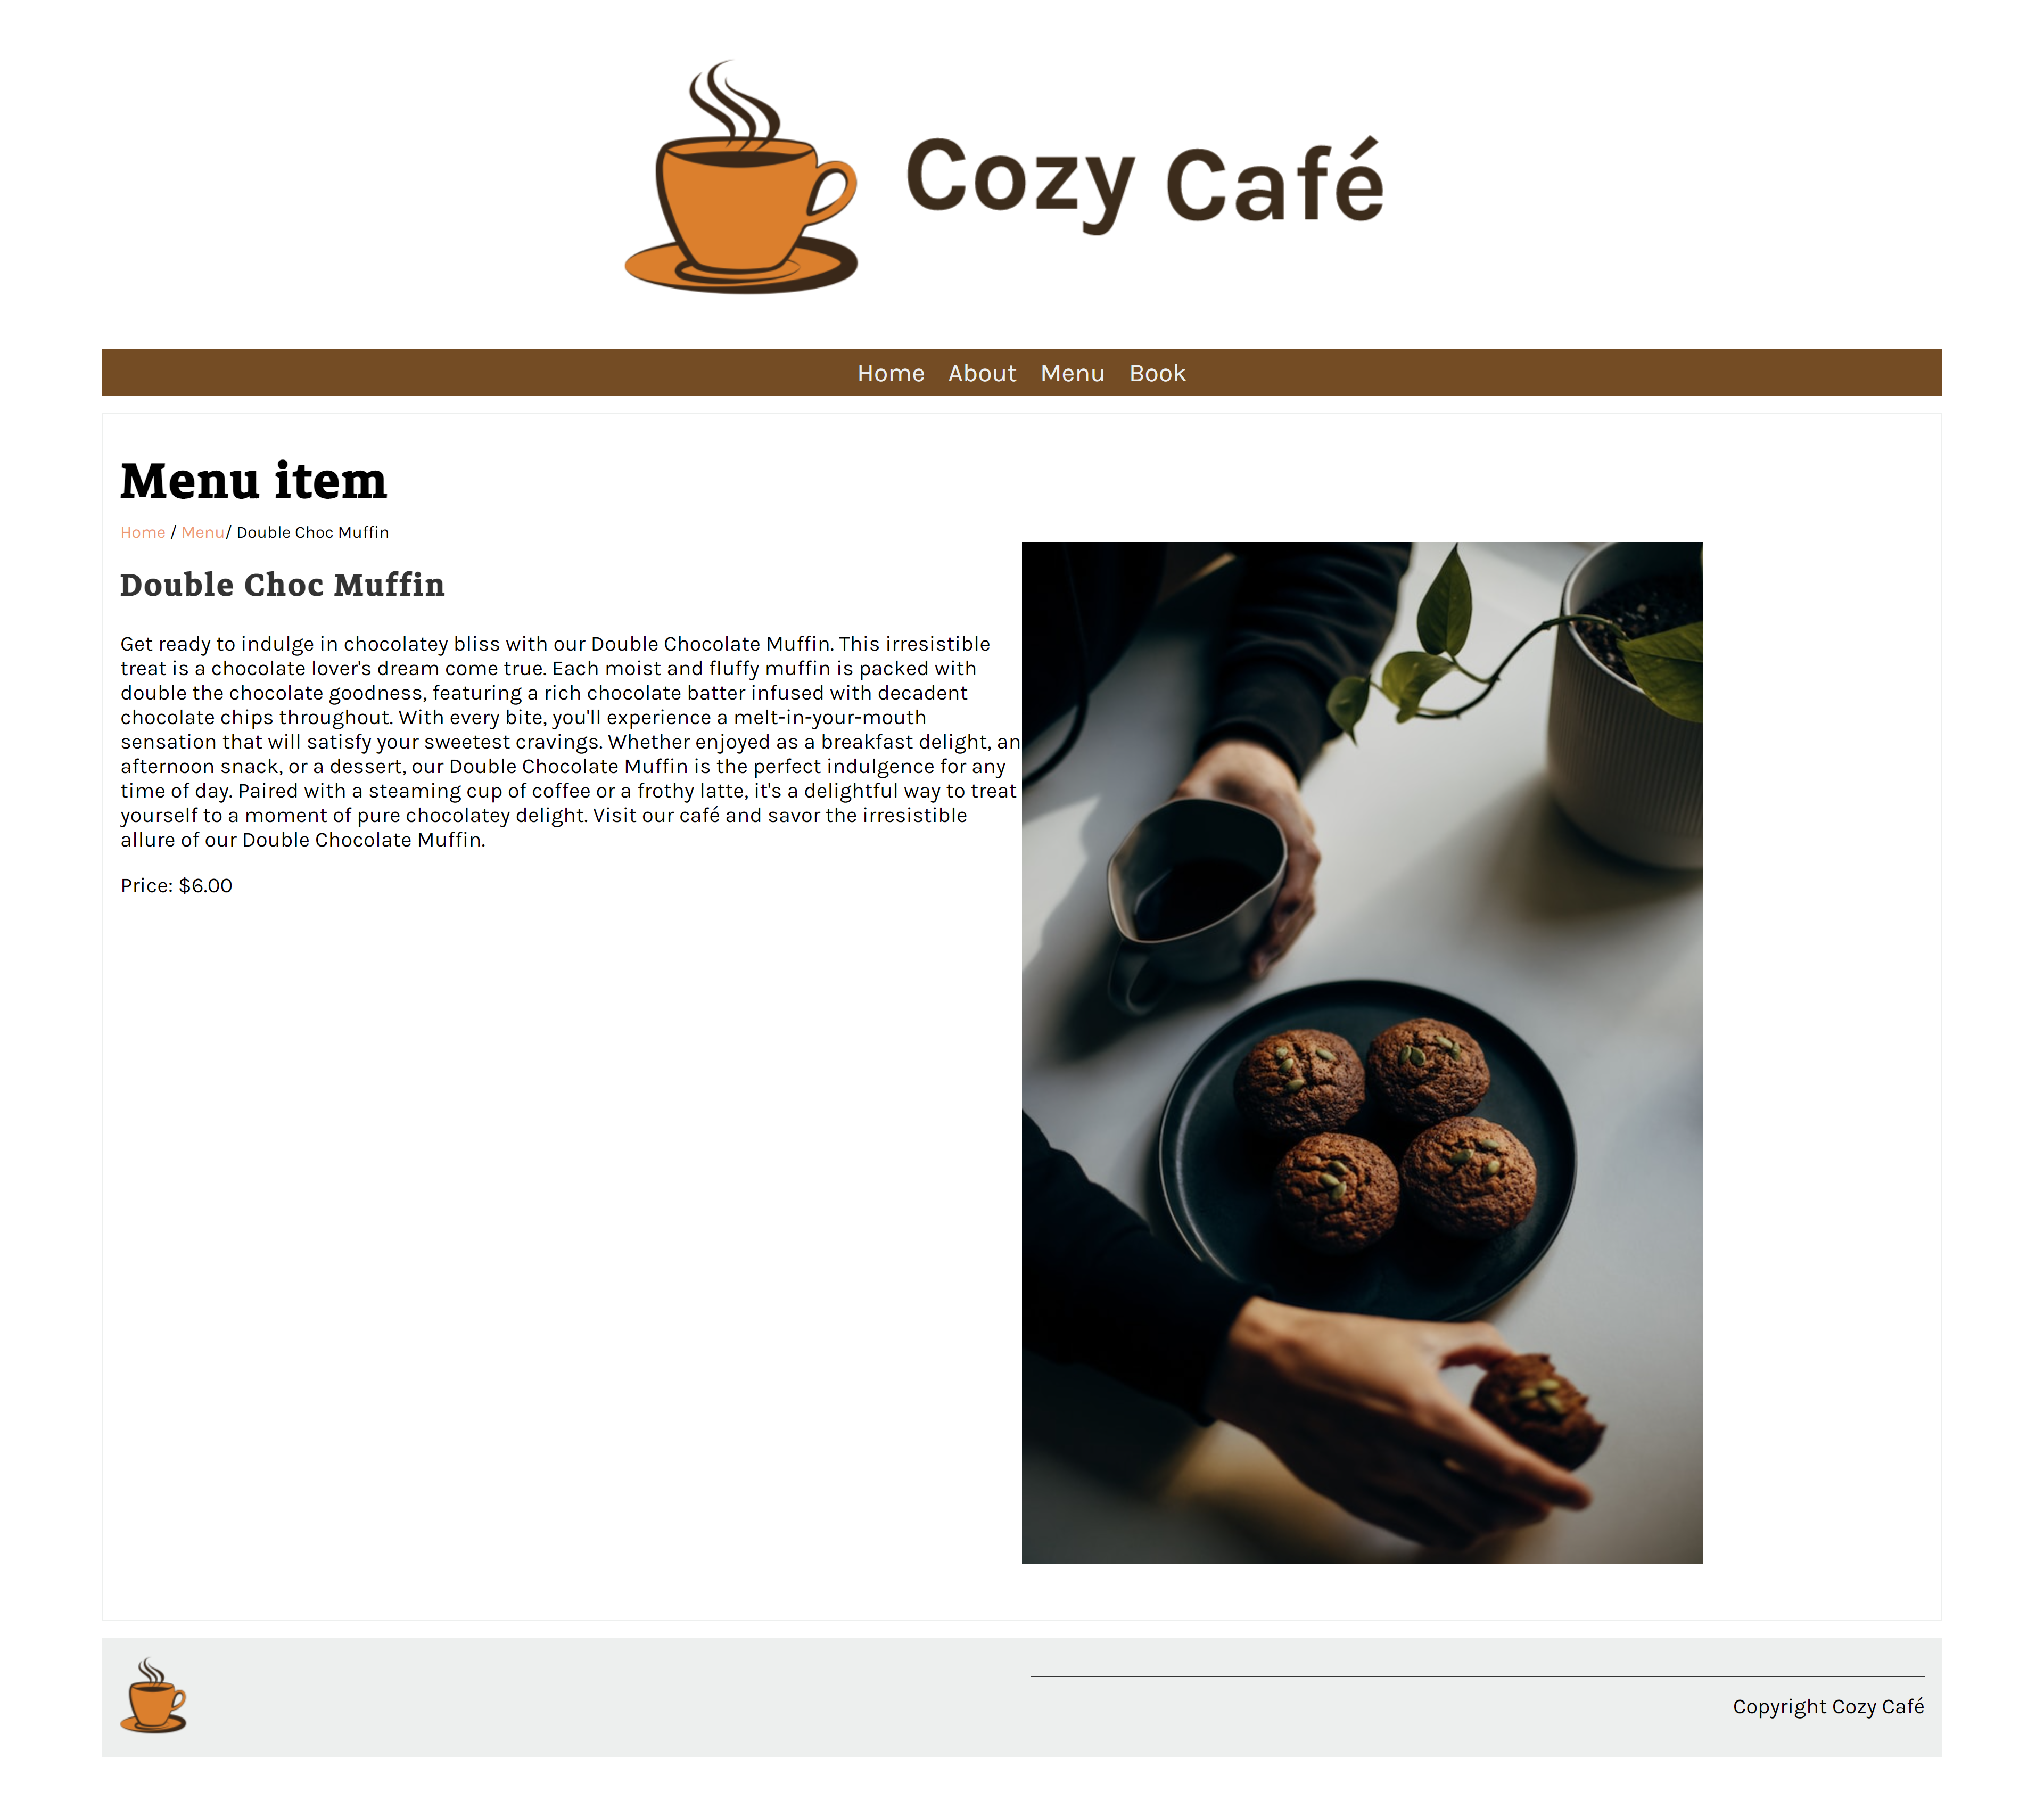 Cozy Café
Home About Menu Book
Menu item
Home / Menu/ Double Choc Muffin
Double Choc Muffin
Get ready to indulge in chocolatey bliss with our Double Chocolate Muffin. This irresistible
treat is a chocolate lover's dream come true. Each moist and fluffy muffin is packed with
double the chocolate goodness, featuring a rich chocolate batter infused with decadent
chocolate chips throughout. With every bite, you'll experience a melt-in-your-mouth
sensation that will satisfy your sweetest cravings. Whether enjoyed as a breakfast delight, an
afternoon snack, or a dessert, our Double Chocolate Muffin is the perfect indulgence for any
time of day. Paired with a steaming cup of coffee or a frothy latte, it's a delightful way to treat
yourself to a moment of pure chocolatey delight. Visit our café and savor the irresistible
allure of our Double Chocolate Muffin.
Price: $6.00
Copyright Cozy Café